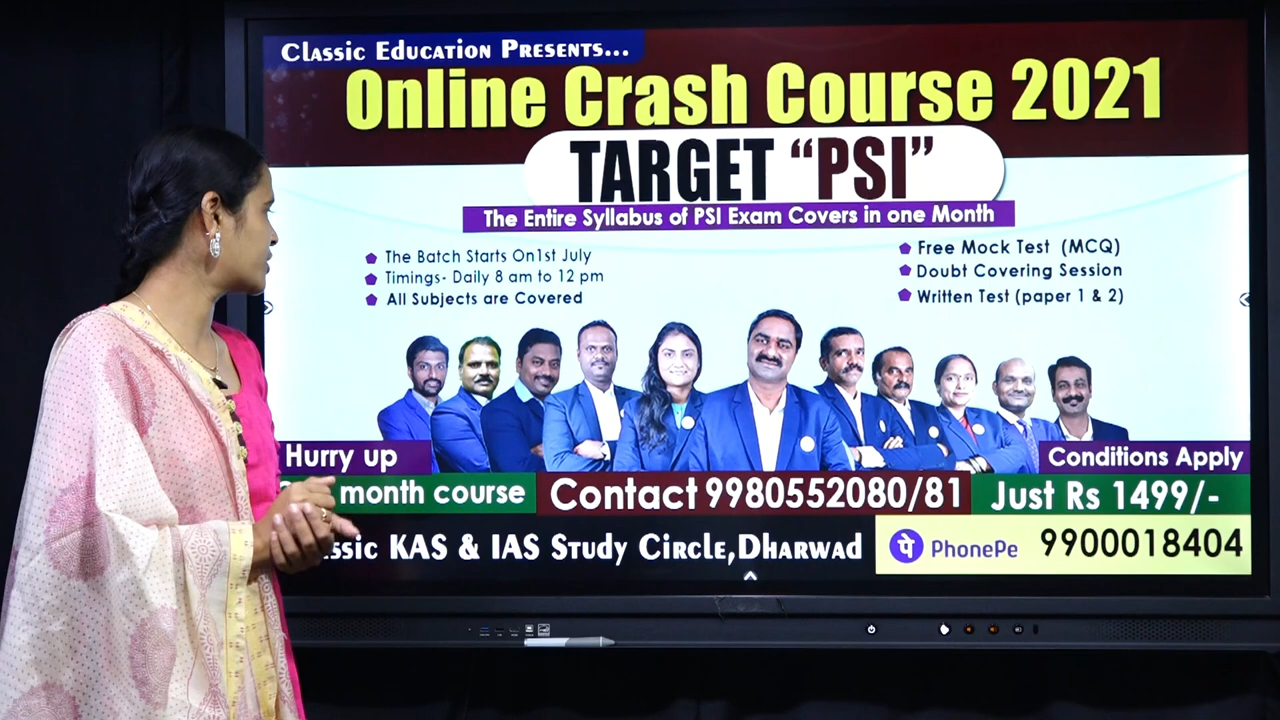 Classic Education Presents...
Online Crash Course 2021
TARGET "PSI"
The Entire Syllabus of PSI Exam Covers in one Month
The Batch Starts On1st July
Timings- Daily 8 am to 12 pm
All Subjects are Covered
Free Mock Test (MCQ)
Doubt Covering Session
Written Test (paper 1 & 2)
Hurry up
Conditions Apply
month course
Contact 9980552080/81
Just Rs 1499/-
KAS & IAS Study Circle,Dharwad
पे PhonePe 9900018404